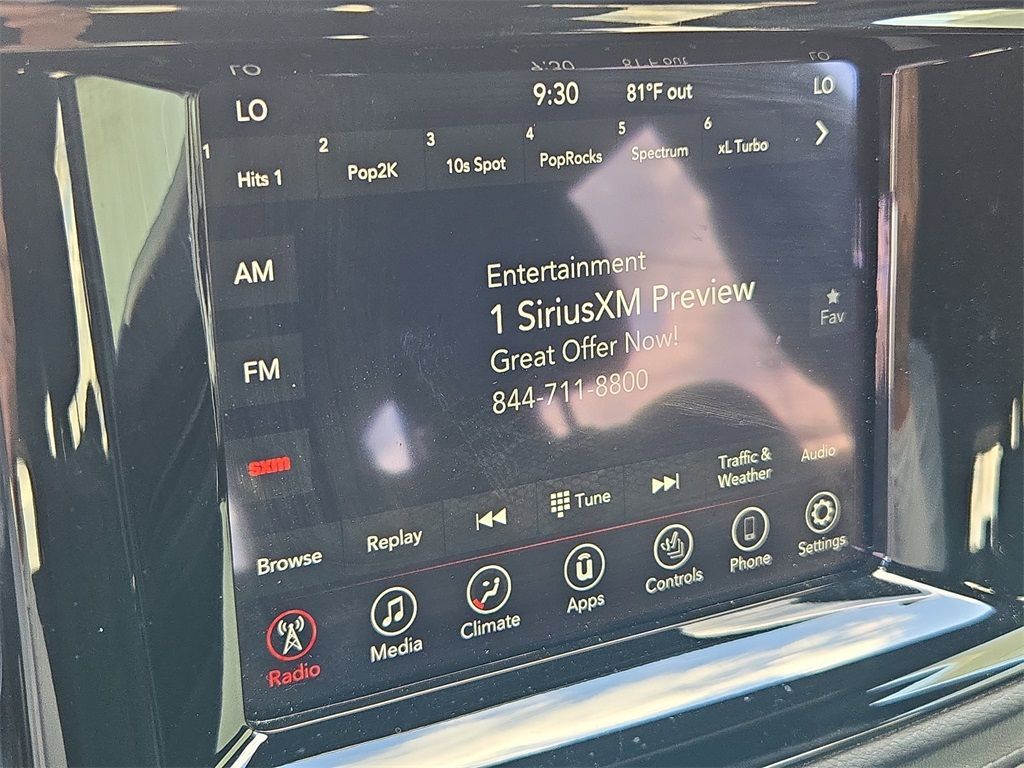 LO 9:30 81°F out LO
1 Hits 1 2 Pop2K 3 10s Spot 4 PopRocks 5 Spectrum 6 xL Turbo
AM
FM
sxm
Entertainment
1 SiriusXM Preview
Great Offer Now!
844-711-8800
Fav
Browse Replay Tune Traffic & Weather Audio
Radio Media Climate Apps Controls Phone Settings